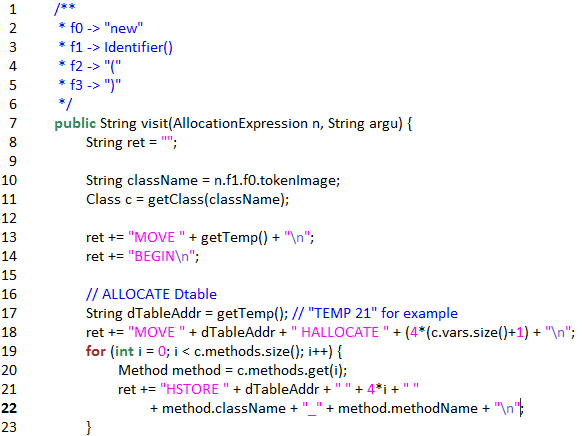 1 /**
2 * f0 -> "new"
3 * f1 -> Identifier()
4 * f2 -> "("
5 * f3 -> ")"
6 */
7 public String visit(AllocationExpression n, String argu) {
8 String ret = "";
9
10 String className = n.f1.f0.tokenImage;
11 Class c = getClass(className);
12
13 ret += "MOVE " + getTemp() + "\n";
14 ret += "BEGIN\n";
15
16 // ALLOCATE Dtable
17 String dTableAddr = getTemp(); // "TEMP 21" for example
18 ret += "MOVE " + dTableAddr + " HALLOCATE " + (4*(c.vars.size()+1) + "\n";
19 for (int i = 0; i < c.methods.size(); i++) {
20 Method method = c.methods.get(i);
21 ret += "HSTORE " + dTableAddr + " " + 4*i + " "
22 + method.className + "_" + method.methodName + "\n";
23 }